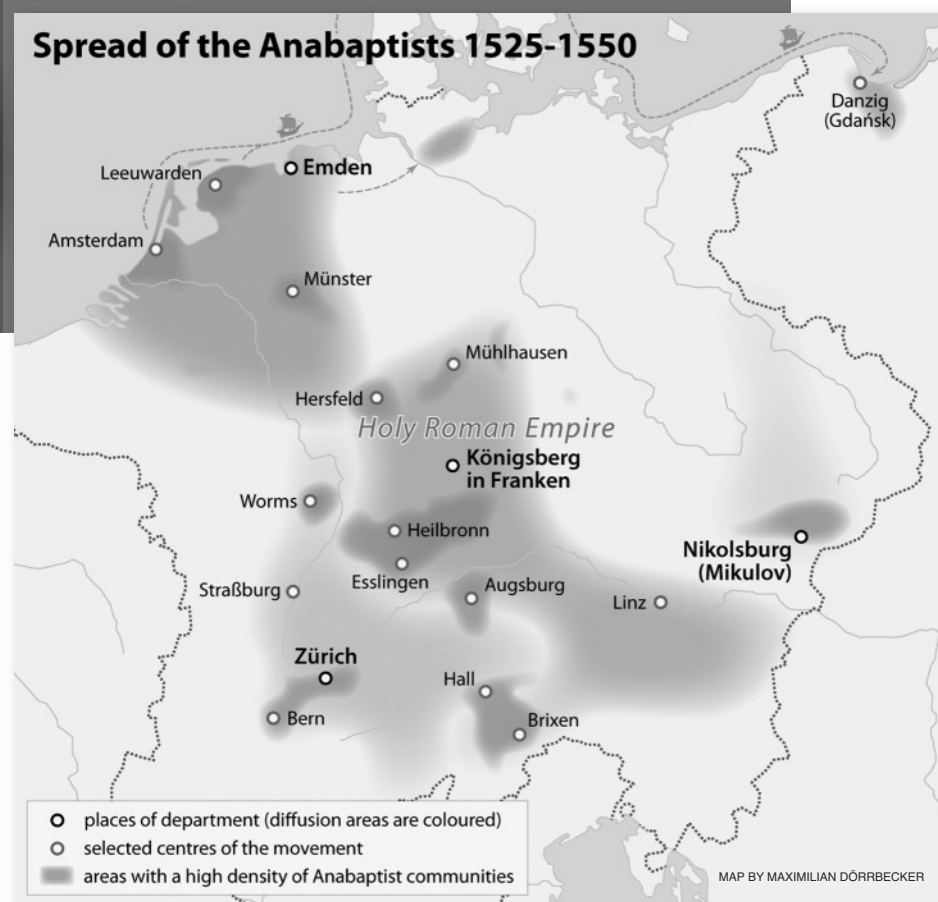 Spread of the Anabaptists 1525-1550
Danzig
(Gdańsk)
Leeuwarden
Emden
Amsterdam
Münster
Mühlhausen
Hersfeld
Holy Roman Empire
Königsberg
in Franken
Worms
Heilbronn
Nikolsburg
(Mikulov)
Esslingen
Straßburg
Augsburg
Linz
Zürich
Hall
Bern
Brixen
places of department (diffusion areas are coloured)
selected centres of the movement
areas with a high density of Anabaptist communities
MAP BY MAXIMILIAN DÖRRBECKER